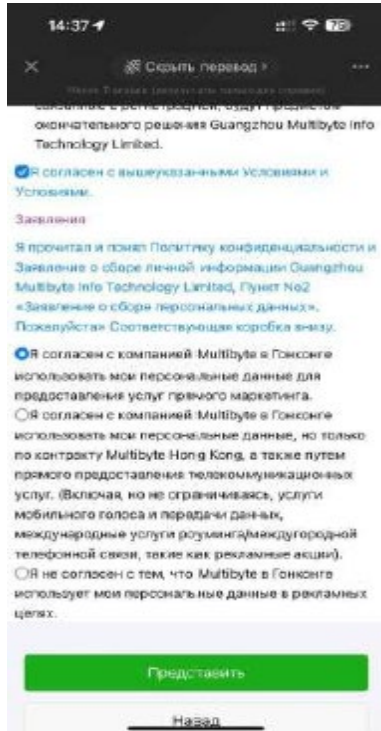 14:37
75
Скрыть перевод
окончательного решения Guangzhou Multibyte Info
Technology Limited.
Я согласен с вышеуказанными Условиями и
Условиями.
Заявления
Я прочитал и понял Политику конфиденциальности и
Заявление о сборе личной информации Guangzhou
Multibyte Info Technology Limited, Пункт No2
«Заявление о сборе персональных данных».
Пожалуйста» Соответствующая коробка внизу.
Я согласен с компанией Multibyte в Гонконге
использовать мои персональные данные для
предоставления услуг прямого маркетинга.
Я согласен с компанией Multibyte в Гонконге
использовать мои персональные данные, но только
по контракту Multibyte Hong Kong, а также путем
прямого предоставления телекоммуникационных
услуг. (Включая, но не ограничиваясь, услуги
мобильного голоса и передачи данных,
международные услуги роуминга/междугородной
телефонной связи, такие как рекламные акции).
Я не согласен с тем, что Multibyte в Гонконге
использует мои персональные данные в рекламных
целях.
Представить
Назад